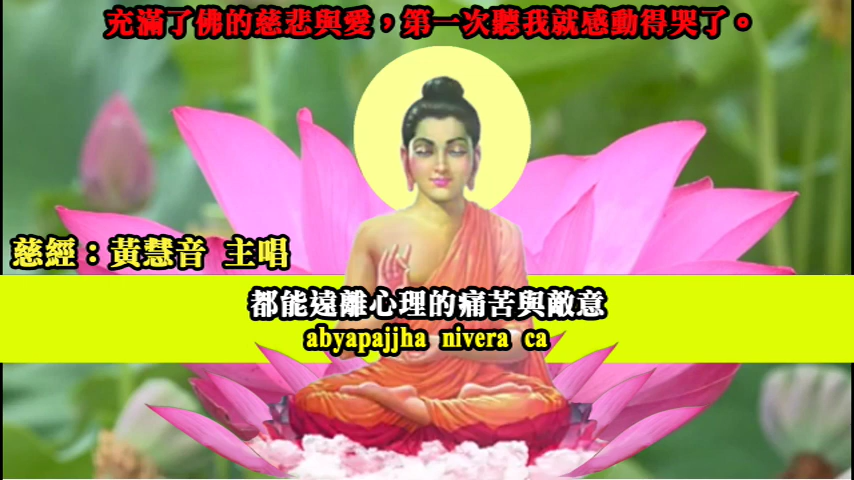 充滿了佛的慈悲與愛，第一次聽我就感動得哭了。
慈經：黃慧音 主唱
都能遠離心理的痛苦與敵意
abyapajjha nivera ca